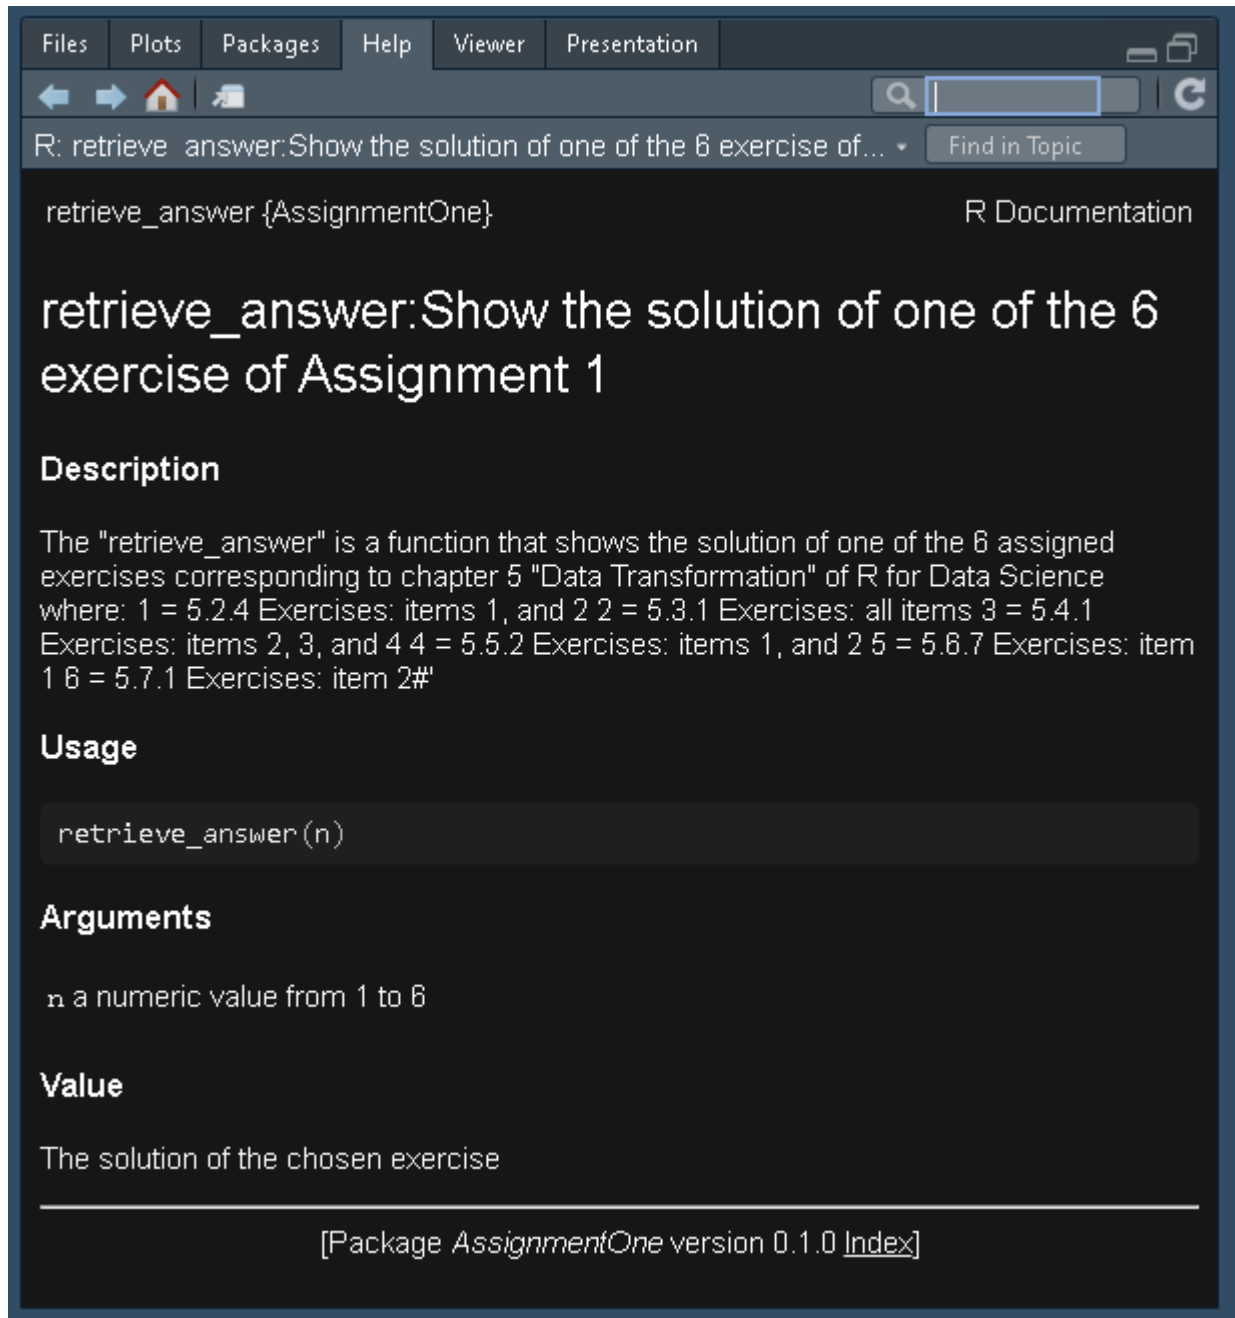 Files Plots Packages Help Viewer Presentation
R: retrieve answer:Show the solution of one of the 6 exercise of... Find in Topic
retrieve_answer {AssignmentOne} R Documentation
retrieve_answer:Show the solution of one of the 6
exercise of Assignment 1
Description
The "retrieve_answer" is a function that shows the solution of one of the 6 assigned
exercises corresponding to chapter 5 "Data Transformation" of R for Data Science
where: 1 = 5.2.4 Exercises: items 1, and 2 2 = 5.3.1 Exercises: all items 3 = 5.4.1
Exercises: items 2, 3, and 4 4 = 5.5.2 Exercises: items 1, and 2 5 = 5.6.7 Exercises: item
1 6 = 5.7.1 Exercises: item 2#'
Usage
retrieve_answer(n)
Arguments
n a numeric value from 1 to 6
Value
The solution of the chosen exercise
[Package AssignmentOne version 0.1.0 Index]